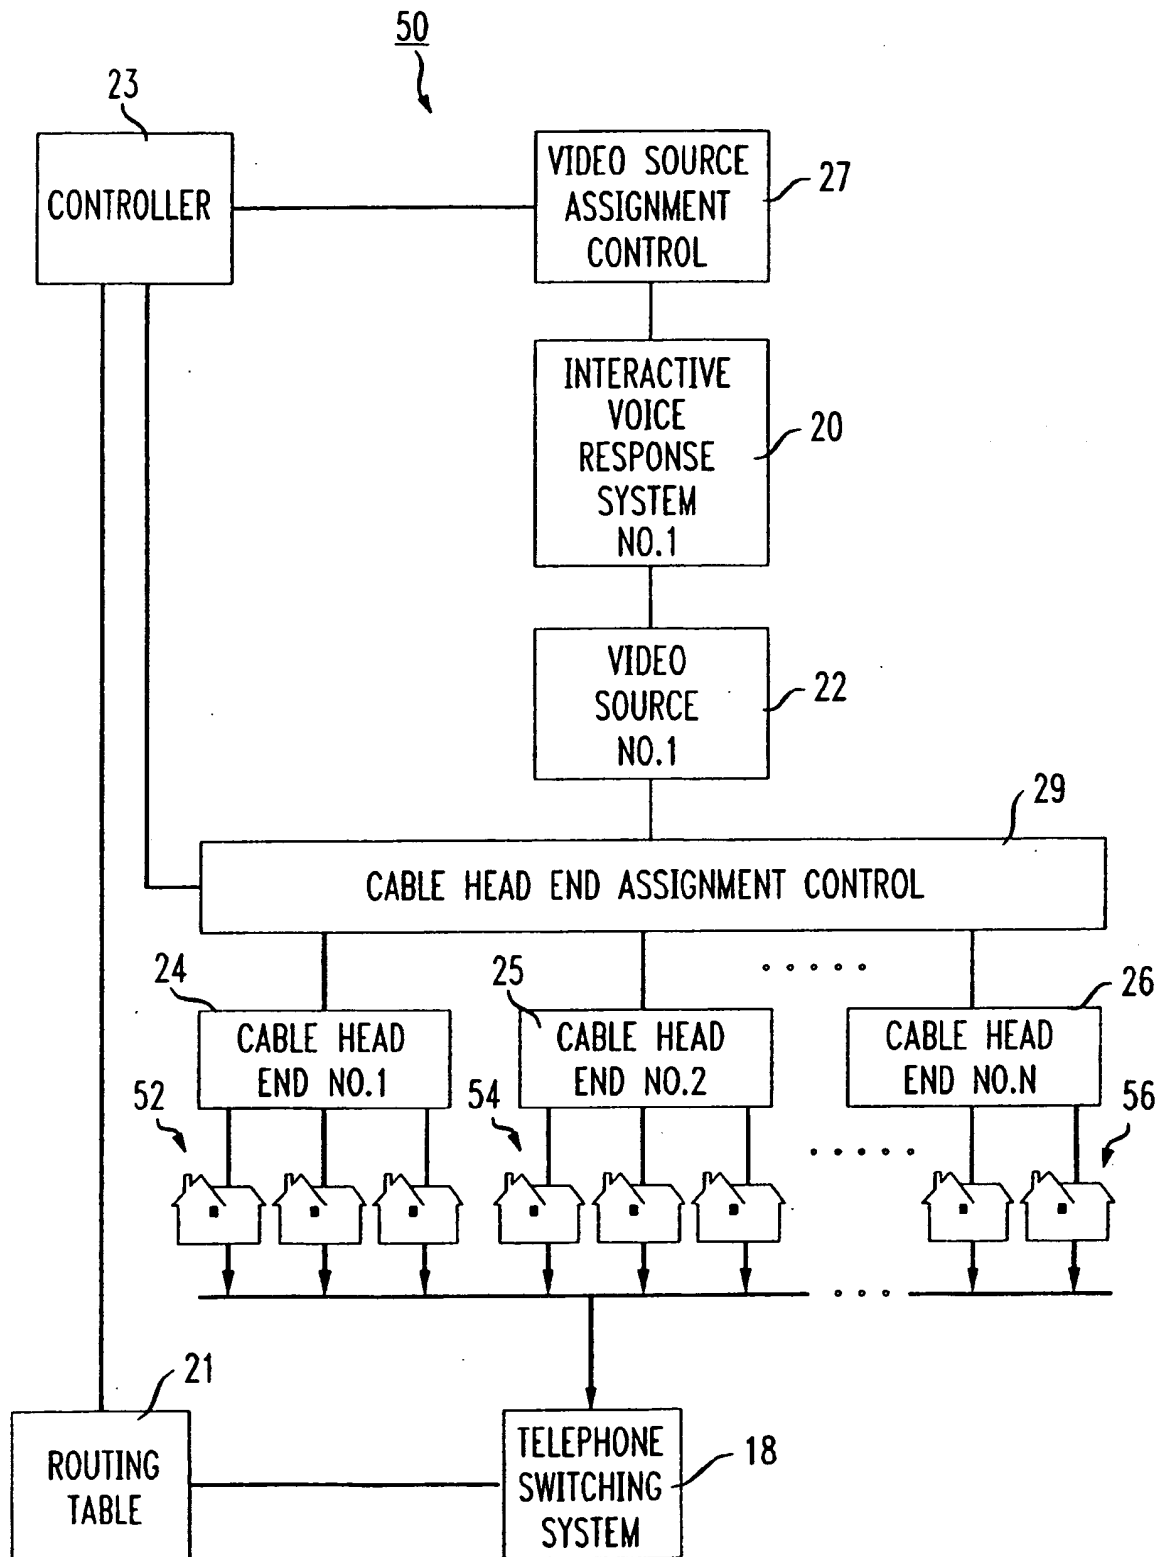 50
23
CONTROLLER
VIDEO SOURCE
ASSIGNMENT
CONTROL
27
INTERACTIVE
VOICE
RESPONSE
SYSTEM
NO.1
20
VIDEO
SOURCE
NO.1
22
29
CABLE HEAD END ASSIGNMENT CONTROL
24
CABLE HEAD
END NO.1
25
CABLE HEAD
END NO.2
26
CABLE HEAD
END NO.N
52
54
56
21
ROUTING
TABLE
TELEPHONE
SWITCHING
SYSTEM
18